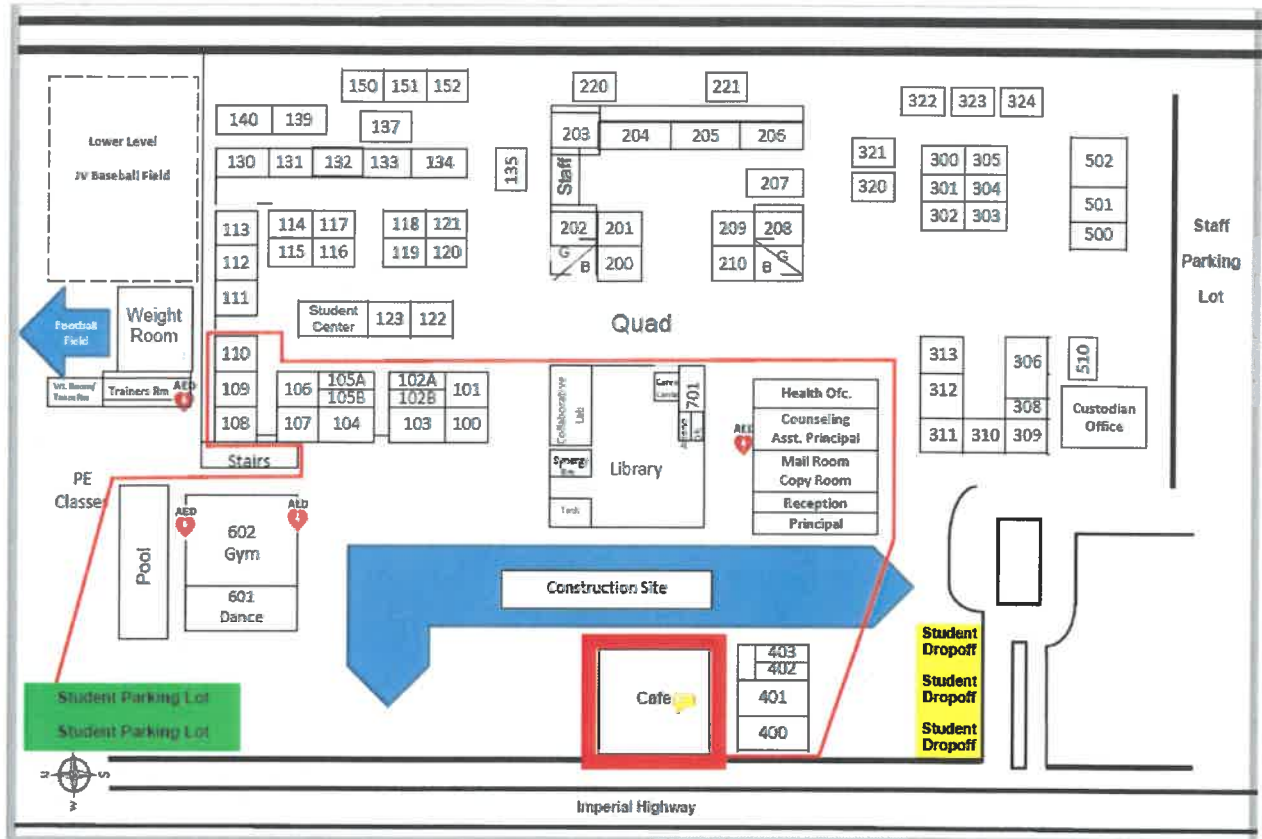 150 151 152
220
221
322 323 324
140 139
137
203 204 205 206
Lower Level
JV Baseball Field
130 131 132 133 134
135
Staff
207
321
320
300 305
301 304
302 303
502
501
500
Staff
Parking
Lot
113
112
111
114 117
115 116
118 121
119 120
202 201
G
B
200
209 208
210
B
G
Football
Field
Weight
Room
Student
Center
123 122
Quad
110
109
108
106
105A
105B
102A
102B
101
107 104
103 100
Trainers Rm
AED
Stairs
Collaborative
Lab
Synergy
Tech
701
Library
AED
Health Ofc.
Counseling
Asst. Principal
Mail Room
Copy Room
Reception
Principal
313
312
306
308
311 310 309
510
Custodian
Office
PE
Classes
AED
AED
Pool
602
Gym
601
Dance
Construction Site
Cafe
403
402
401
400
Student
Dropoff
Student
Dropoff
Student
Dropoff
Student Parking Lot
Student Parking Lot
N
S
W
Imperial Highway